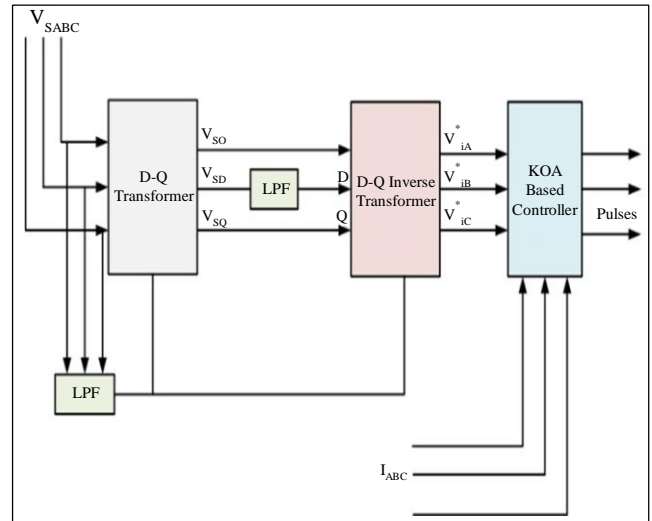 V_SABC
D-Q
Transformer
V_SO
V_SD
V_SQ
LPF
D
Q
D-Q Inverse
Transformer
V*_iA
V*_iB
V*_iC
KOA
Based
Controller
Pulses
LPF
I_ABC